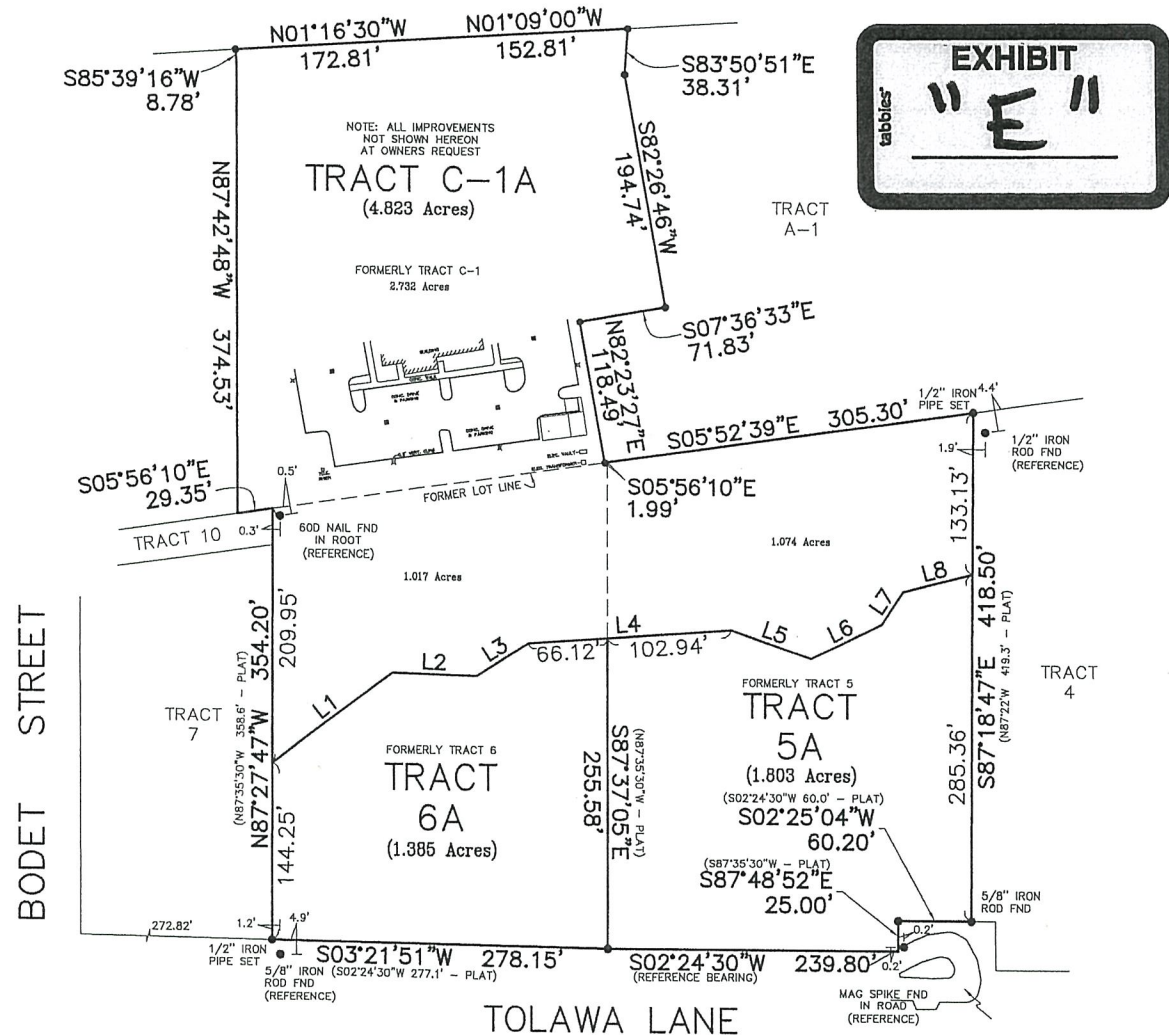 N01°16'30"W
172.81'
N01°09'00"W
152.81'
S85°39'16"W
8.78'
S83°50'51"E
38.31'
EXHIBIT
"E"
tabbies®
NOTE: ALL IMPROVEMENTS
NOT SHOWN HEREON
AT OWNERS REQUEST
TRACT C-1A
(4.823 Acres)
S82°26'46"W
194.74'
TRACT
A-1
N87°42'48"W 374.53'
FORMERLY TRACT C-1
2.732 Acres
S07°36'33"E
71.83'
N82°23'27"E
118.49'
BUILDING
CONC. WALK
CONC. DRIVE
& PARKING
CONC. DRIVE
& PARKING
ELEC. VAULT
ELEC. TRANSFORMER
S05°52'39"E 305.30'
1/2" IRON
PIPE SET
4.4'
1.9'
1/2" IRON
ROD FND
(REFERENCE)
S05°56'10"E
29.35'
0.5'
FORMER LOT LINE
S05°56'10"E
1.99'
TRACT 10
0.3'
60D NAIL FND
IN ROOT
(REFERENCE)
1.017 Acres
1.074 Acres
133.13'
L1
L2
L3
66.12'
L4
102.94'
L5
L6
L7
L8
BODET STREET
TRACT
7
(N87°35'30"W 358.6' - PLAT)
N87°27'47"W 354.20'
209.95'
144.25'
FORMERLY TRACT 6
TRACT
6A
(1.385 Acres)
(N87°35'30"W - PLAT)
S87°37'05"E
255.58'
FORMERLY TRACT 5
TRACT
5A
(1.803 Acres)
(S02°24'30"W 60.0' - PLAT)
S02°25'04"W
60.20'
(S87°35'30"W - PLAT)
S87°48'52"E
25.00'
285.36'
S87°18'47"E 418.50'
(N87°22'W 419.3' - PLAT)
TRACT
4
5/8" IRON
ROD FND
272.82'
1.2'
4.9'
1/2" IRON
PIPE SET
5/8" IRON
ROD FND
(REFERENCE)
S03°21'51"W 278.15'
(S02°24'30"W 277.1' - PLAT)
S02°24'30"W 239.80'
(REFERENCE BEARING)
0.2'
0.2'
MAG SPIKE FND
IN ROAD
(REFERENCE)
TOLAWA LANE